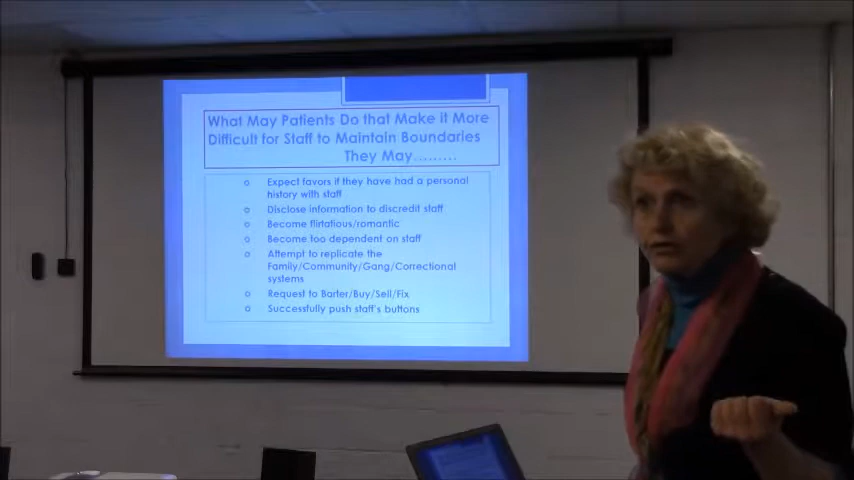 What May Patients Do that Make it More
Difficult for Staff to Maintain Boundaries
They May.........
Expect favors if they have had a personal
history with staff
Disclose information to discredit staff
Become flirtatious/romantic
Become too dependent on staff
Attempt to replicate the
Family/Community/Gang/Correctional
systems
Request to Barter/Buy/Sell/Fix
Successfully push staff's buttons